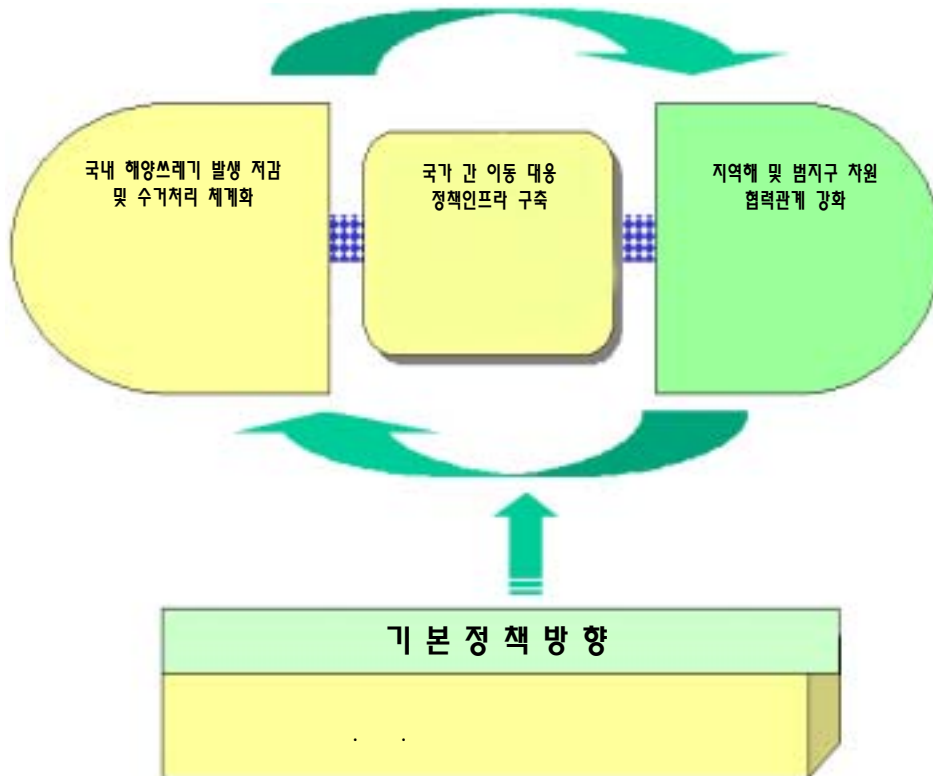 국내 해양쓰레기 발생 저감
및 수거처리 체계화
국가 간 이동 대응
정책인프라 구축
지역해 및 범지구 차원
협력관계 강화
기본정책방향
. .